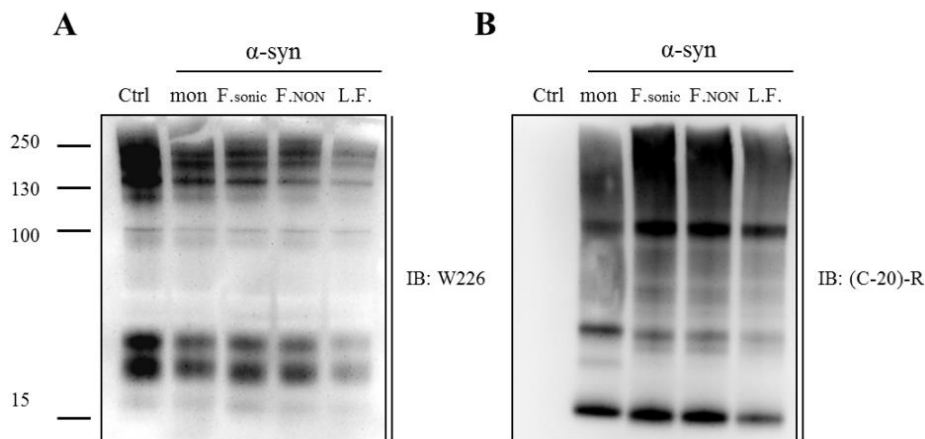 A
B
α-syn
α-syn
Ctrl mon F.sonic F.NON L.F.
Ctrl mon F.sonic F.NON L.F.
250
130
100
15
IB: W226
IB: (C-20)-R